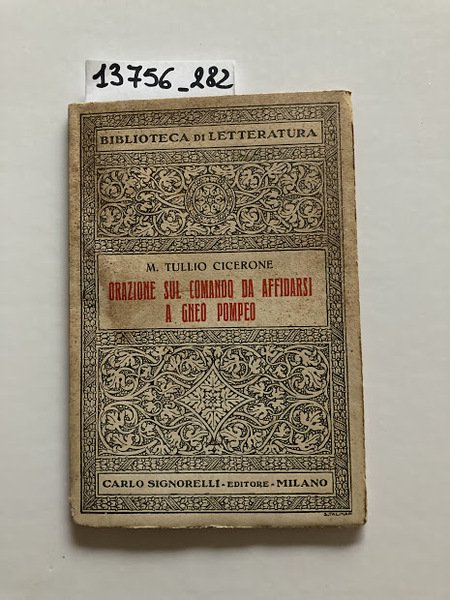 13756_282
BIBLIOTECA DI LETTERATURA
M. TULLIO CICERONE
ORAZIONE SUL COMANDO DA AFFIDARSI
A GNEO POMPEO
CARLO SIGNORELLI - EDITORE - MILANO